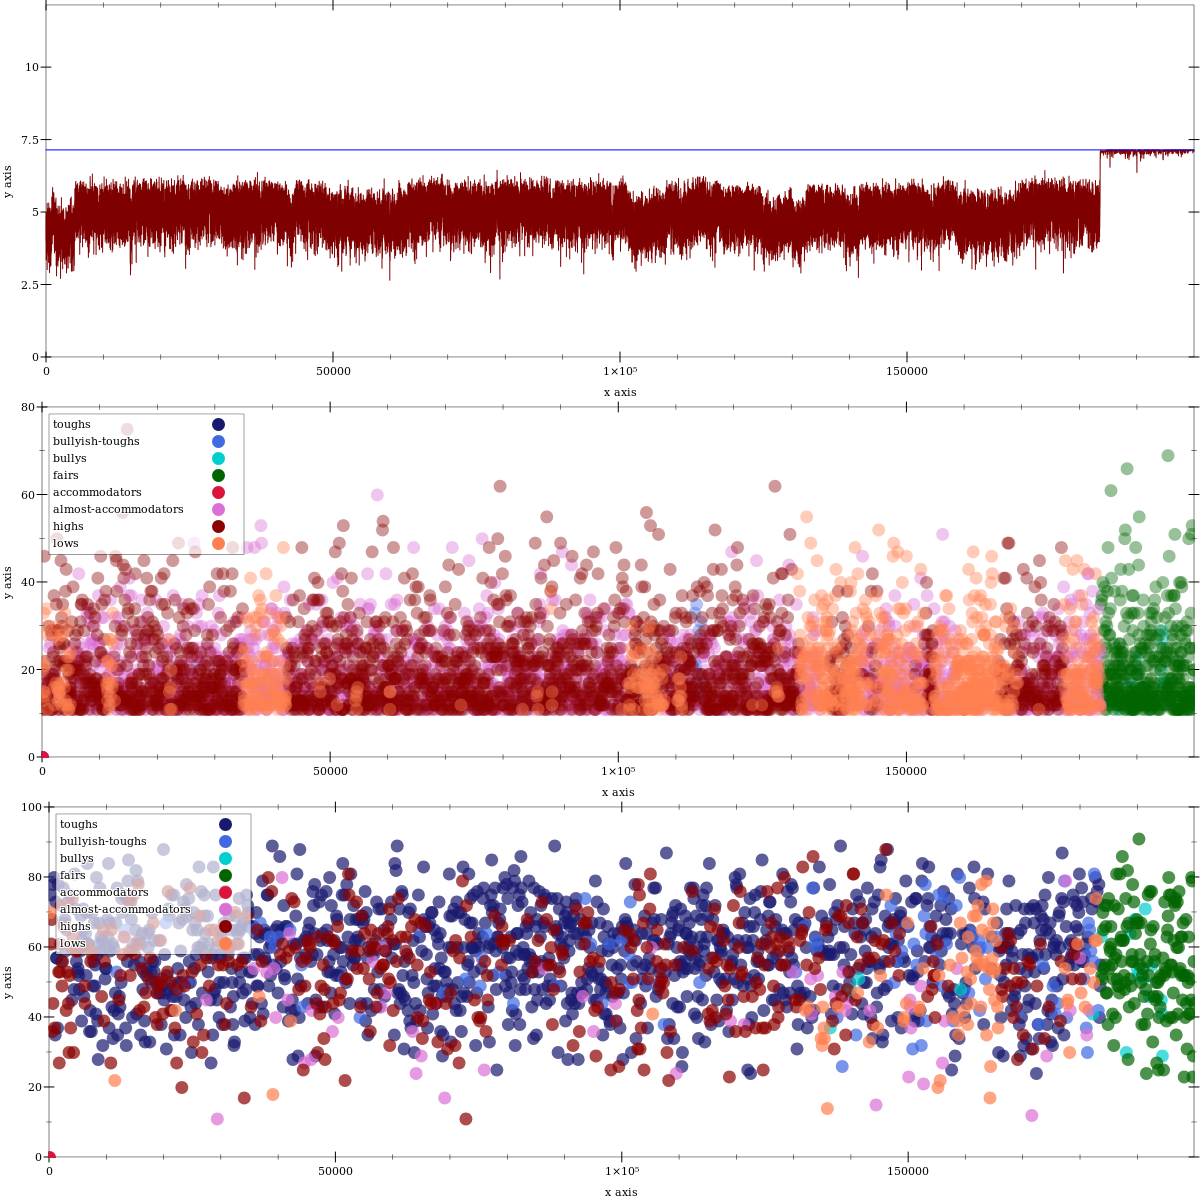 10
7.5
5
2.5
0
y axis
0 50000 1×10⁵ 150000
x axis
80
60
40
20
0
y axis
toughs
bullyish-toughs
bullys
fairs
accommodators
almost-accommodators
highs
lows
0 50000 1×10⁵ 150000
x axis
100
80
60
40
20
0
y axis
toughs
bullyish-toughs
bullys
fairs
accommodators
almost-accommodators
highs
lows
0 50000 1×10⁵ 150000
x axis